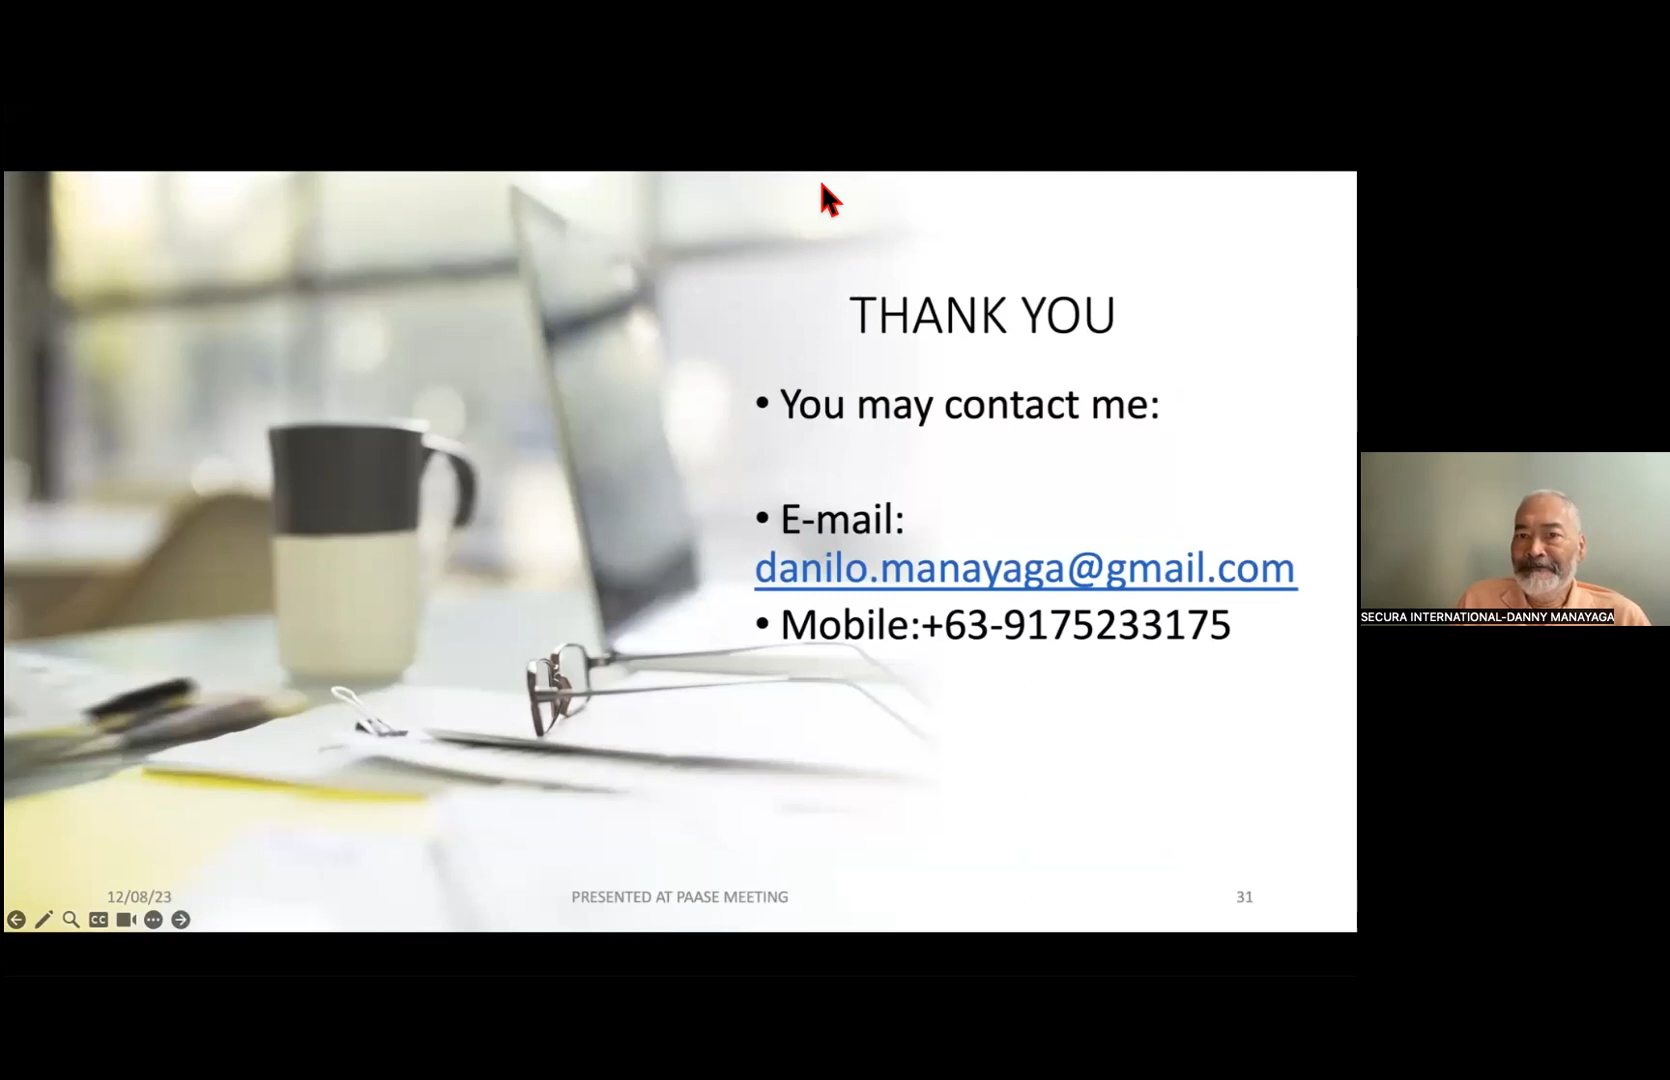 THANK YOU
• You may contact me:
• E-mail:
danilo.manayaga@gmail.com
• Mobile:+63-9175233175
12/08/23
PRESENTED AT PAASE MEETING
31
CC
SECURA INTERNATIONAL-DANNY MANAYAGA